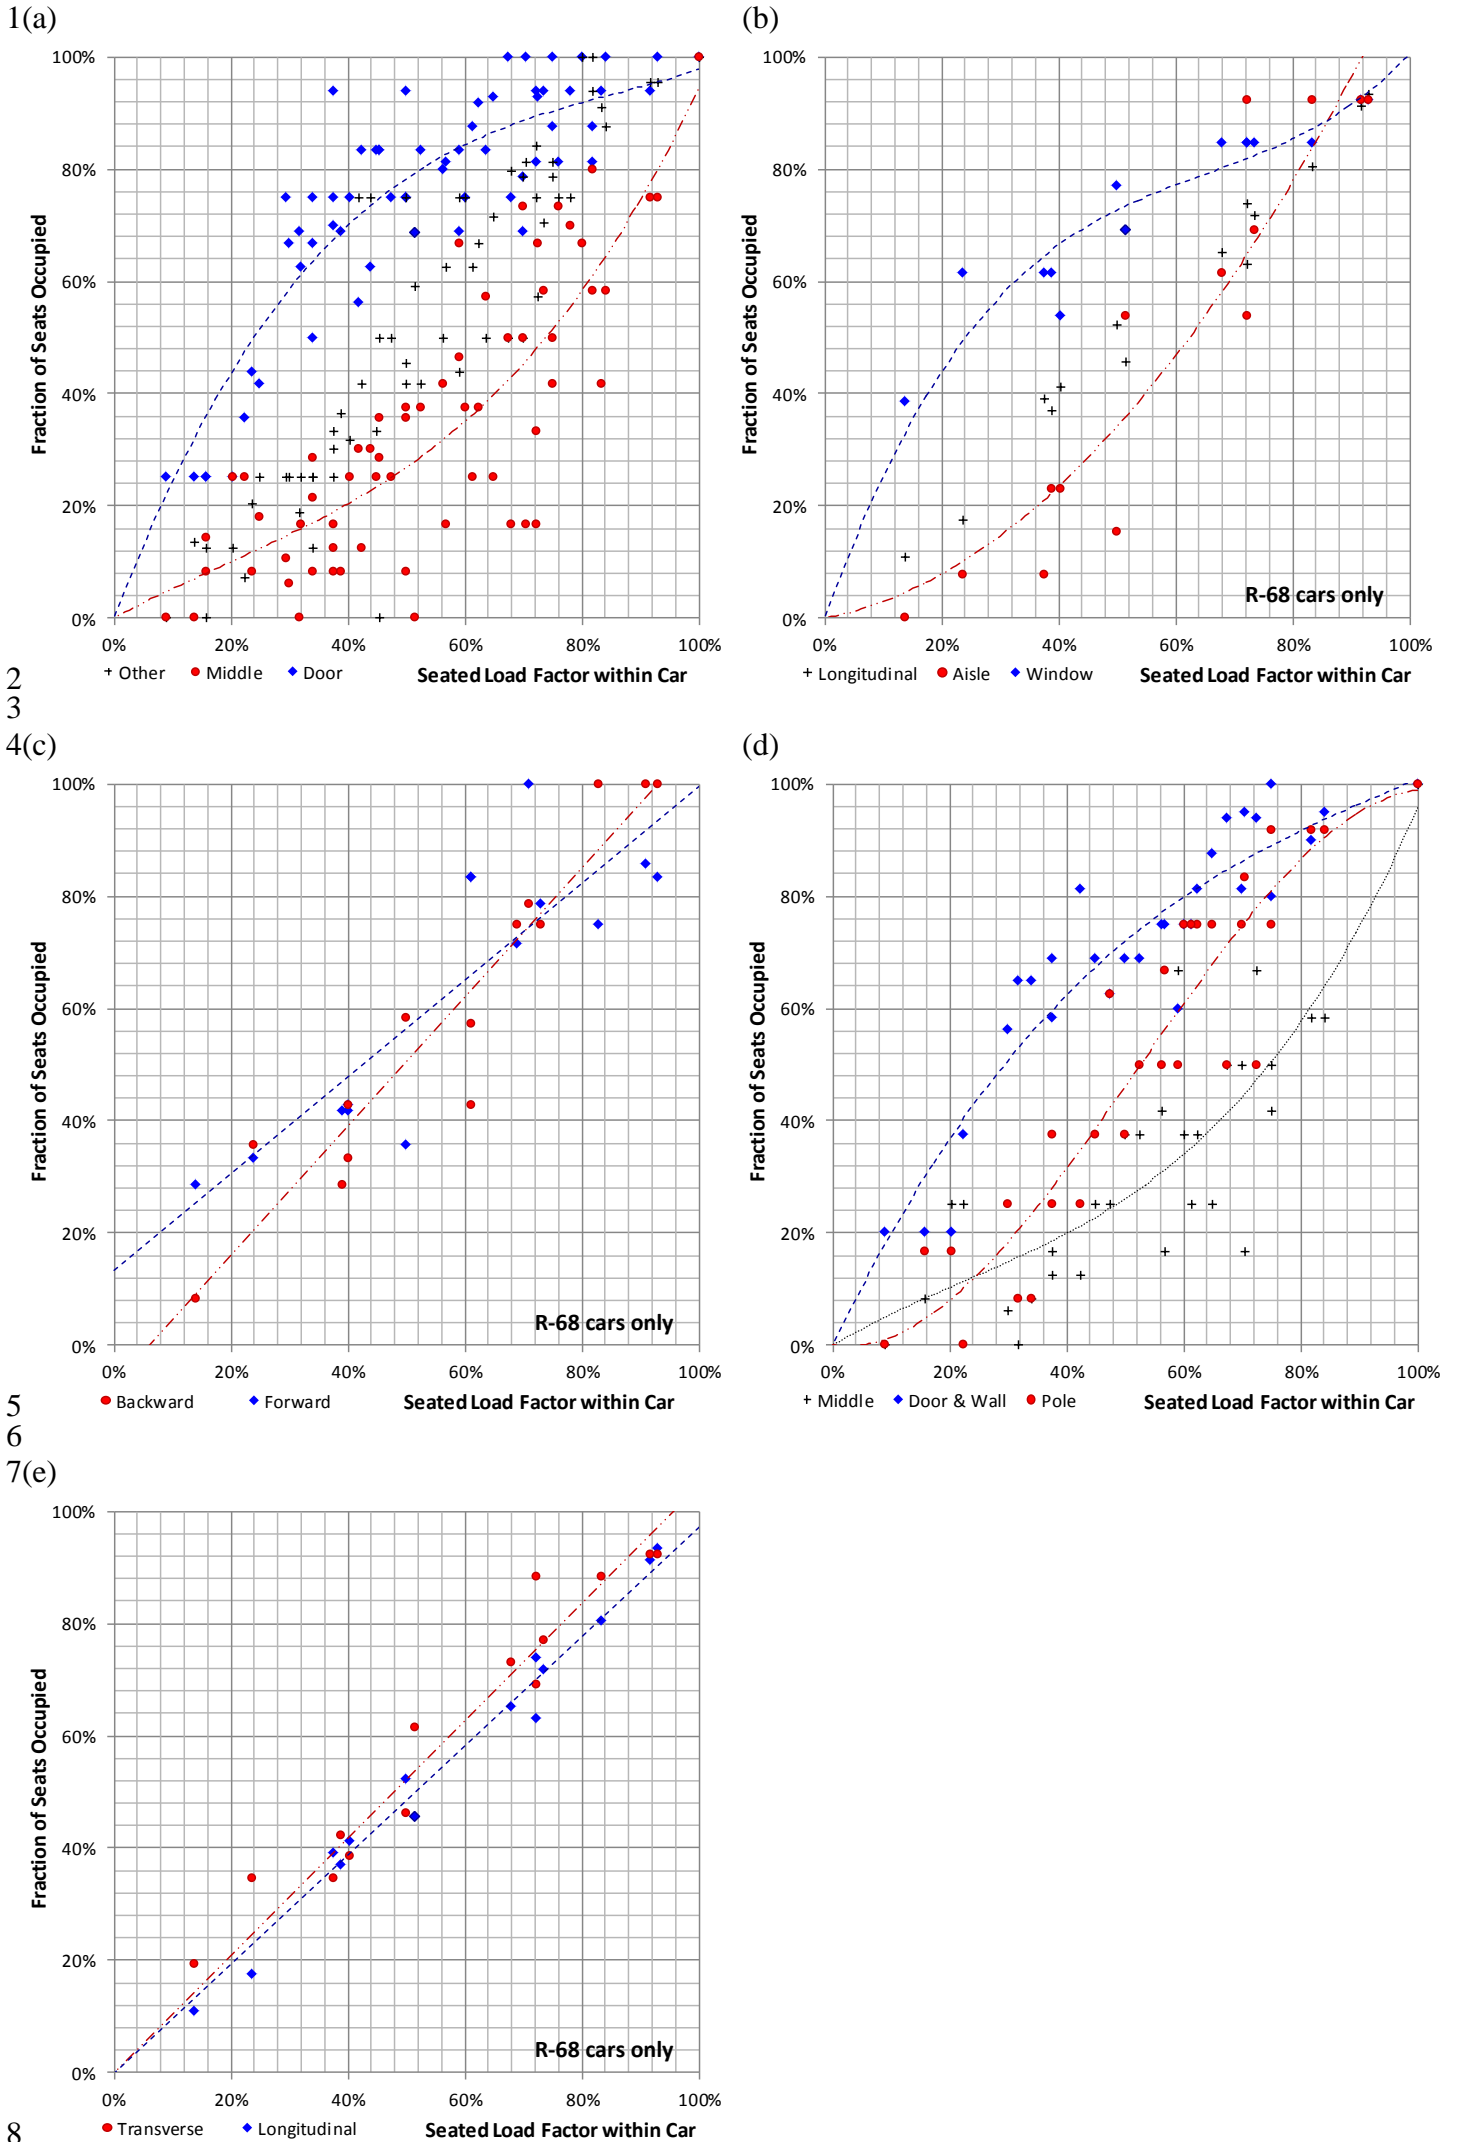 1(a) (b)
100% 100%
80% 80%
60% 60%
40% 40%
20% 20%
0% 0%
Fraction of Seats Occupied Fraction of Seats Occupied
R-68 cars only
0% 20% 40% 60% 80% 100% 0% 20% 40% 60% 80% 100%
Other Middle Door Seated Load Factor within Car Longitudinal Aisle Window Seated Load Factor within Car
2
3
4(c) (d)
100% 100%
80% 80%
60% 60%
40% 40%
20% 20%
0% 0%
Fraction of Seats Occupied Fraction of Seats Occupied
R-68 cars only
0% 20% 40% 60% 80% 100% 0% 20% 40% 60% 80% 100%
Backward Forward Seated Load Factor within Car Middle Door & Wall Pole Seated Load Factor within Car
5
6
7(e)
100%
80%
60%
40%
20%
0%
Fraction of Seats Occupied
R-68 cars only
0% 20% 40% 60% 80% 100%
Transverse Longitudinal Seated Load Factor within Car
8